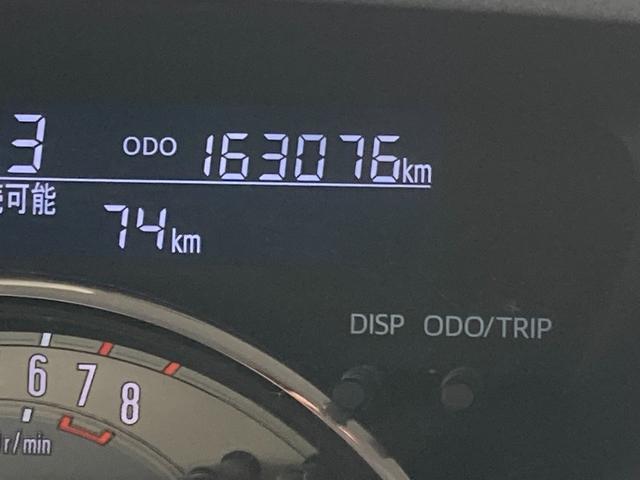 3 ODO 163076km
可能
74km
DISP ODO/TRIP
6 7 8
r/min